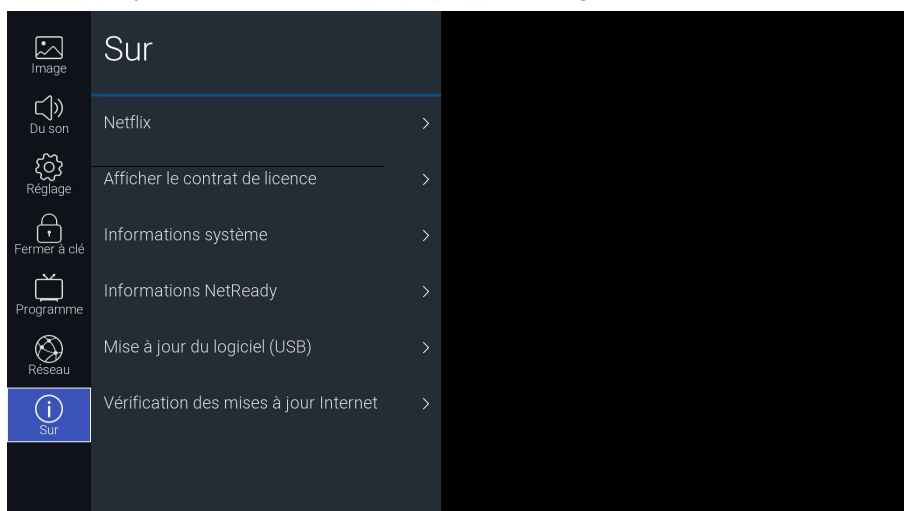 Image
Du son
Réglage
Fermer à clé
Programme
Réseau
Sur
Sur
Netflix
Afficher le contrat de licence
Informations système
Informations NetReady
Mise à jour du logiciel (USB)
Vérification des mises à jour Internet